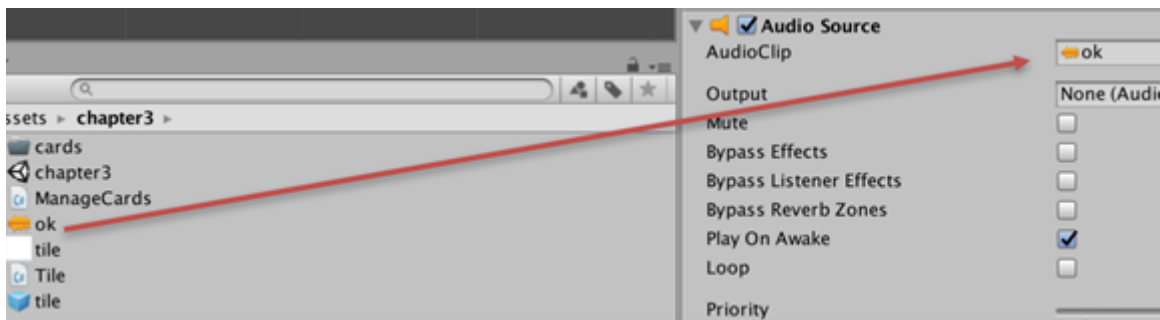 ssets ▸ chapter3 ▸
cards
chapter3
ManageCards
ok
tile
Tile
tile
Audio Source
AudioClip ok
Output None (Audi
Mute
Bypass Effects
Bypass Listener Effects
Bypass Reverb Zones
Play On Awake
Loop
Priority